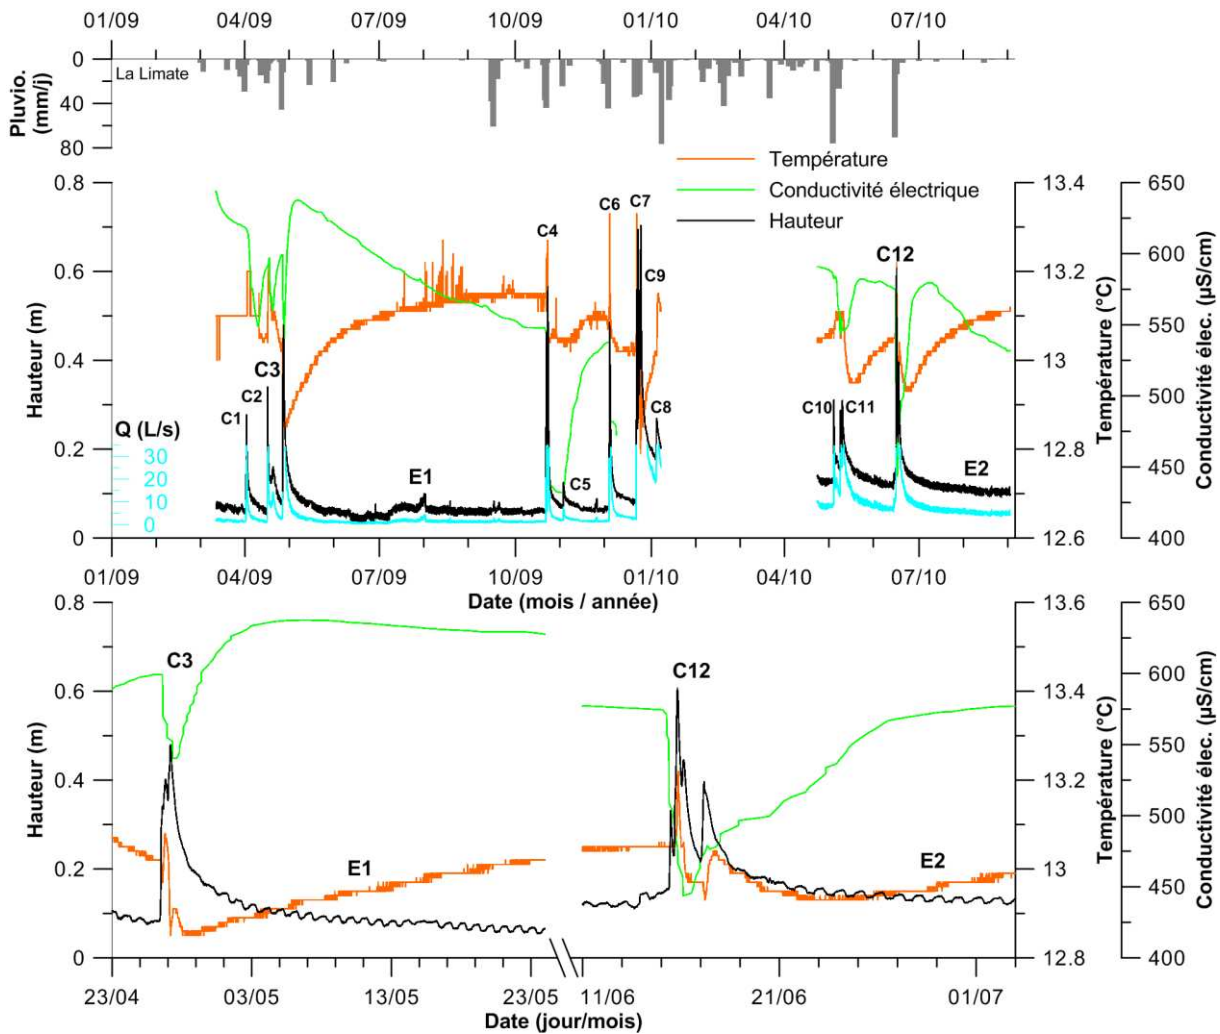 01/09 04/09 07/09 10/09 01/10 04/10 07/10
Pluvio. (mm/j)
0
40
80
La Limate
Température
Conductivité électrique
Hauteur
0.8
0.6
0.4
0.2
0
Hauteur (m)
Q (L/s)
30
20
10
0
C1
C2
C3
E1
C4
C5
C6
C7
C9
C8
C10
C11
C12
E2
13.4
13.2
13
12.8
12.6
Température (°C)
650
600
550
500
450
400
Conductivité élec. (µS/cm)
01/09 04/09 07/09 10/09 01/10 04/10 07/10
Date (mois / année)
0.8
0.6
0.4
0.2
0
Hauteur (m)
C3
E1
C12
E2
13.6
13.4
13.2
13
12.8
Température (°C)
650
600
550
500
450
400
Conductivité élec. (µS/cm)
23/04 03/05 13/05 23/05 11/06 21/06 01/07
Date (jour/mois)